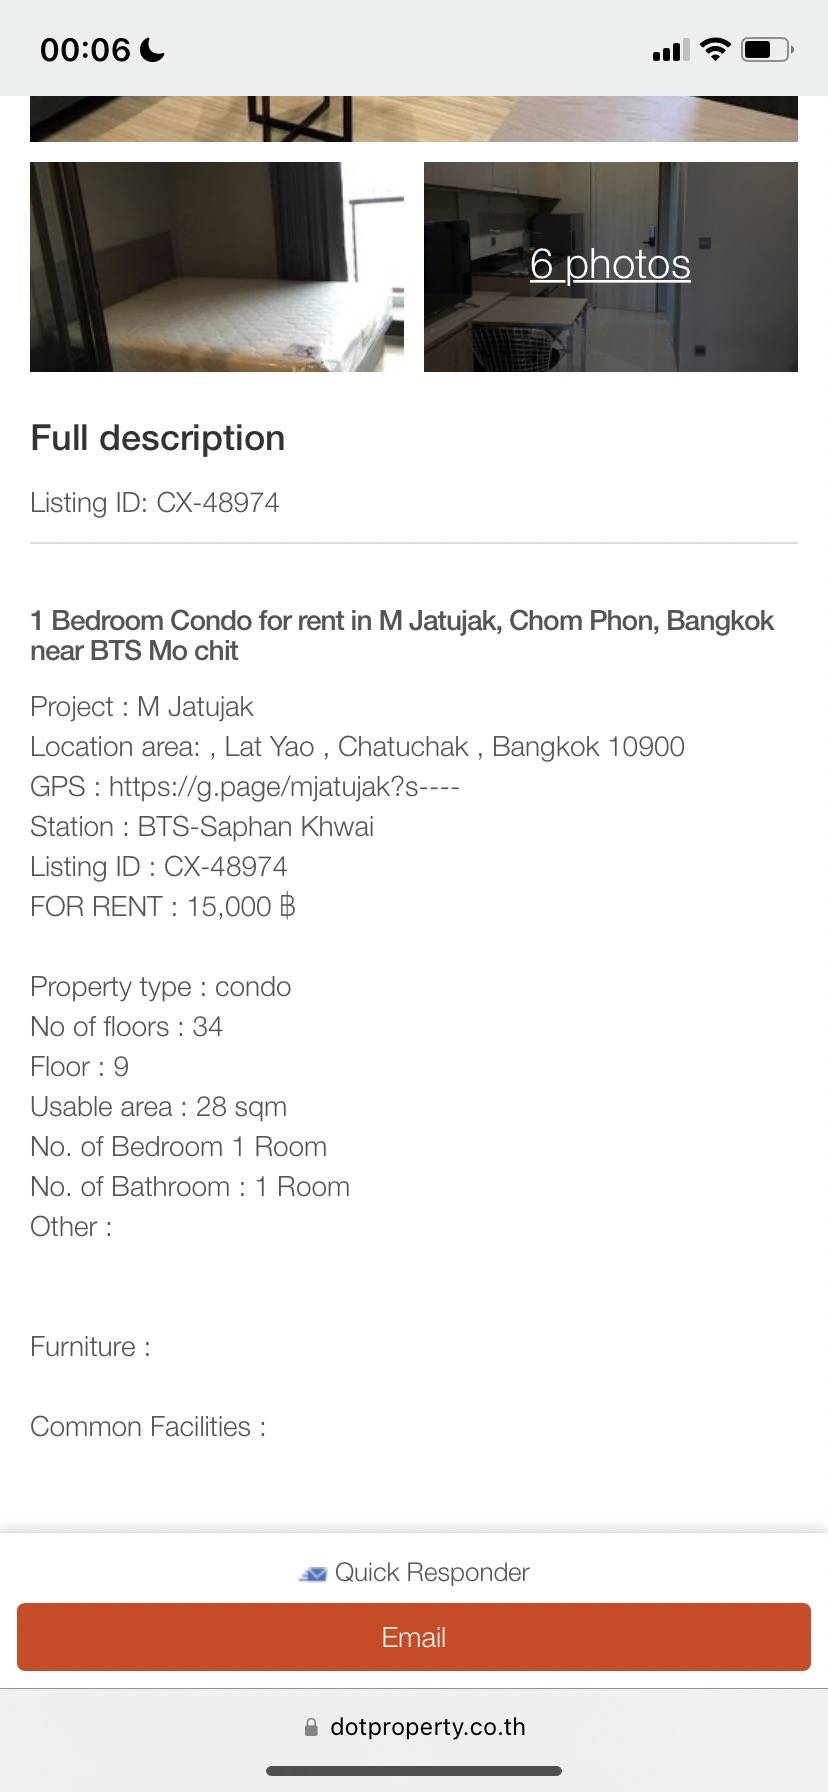 00:06
6 photos
Full description
Listing ID: CX-48974
1 Bedroom Condo for rent in M Jatujak, Chom Phon, Bangkok
near BTS Mo chit
Project : M Jatujak
Location area: , Lat Yao , Chatuchak , Bangkok 10900
GPS : https://g.page/mjatujak?s----
Station : BTS-Saphan Khwai
Listing ID : CX-48974
FOR RENT : 15,000 ฿
Property type : condo
No of floors : 34
Floor : 9
Usable area : 28 sqm
No. of Bedroom 1 Room
No. of Bathroom : 1 Room
Other :
Furniture :
Common Facilities :
Quick Responder
Email
dotproperty.co.th